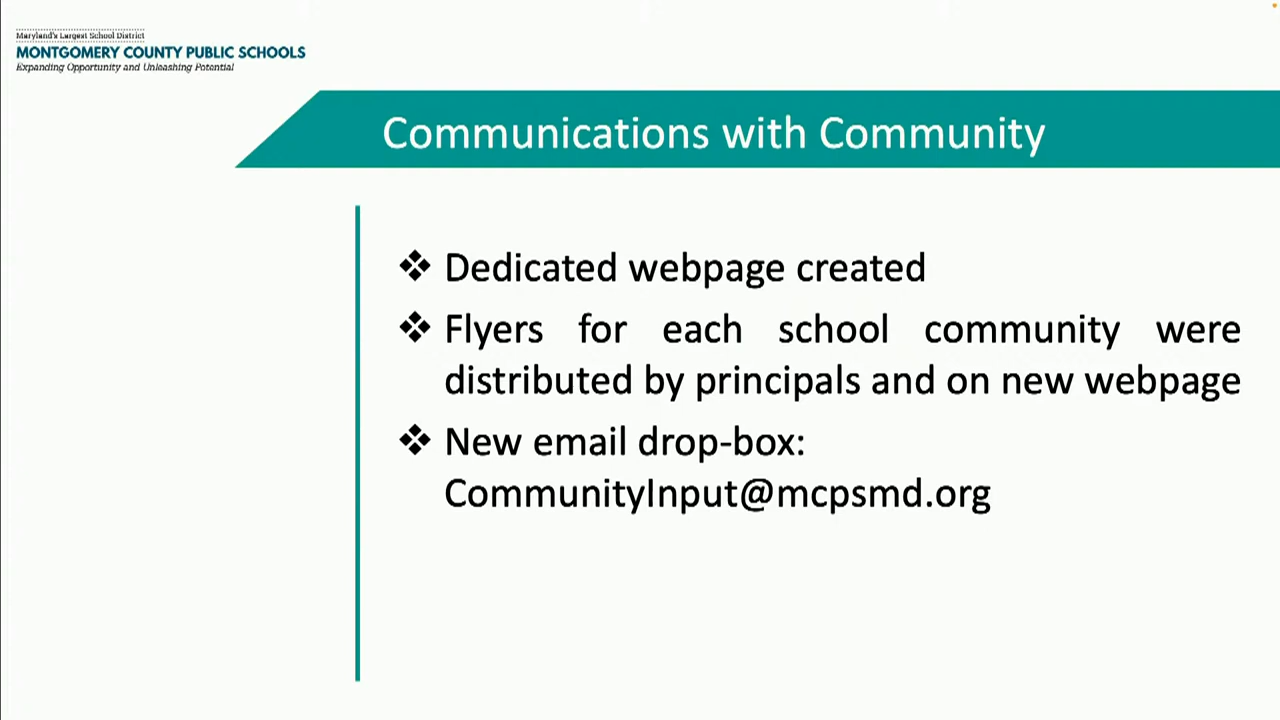 Maryland's Largest School District
MONTGOMERY COUNTY PUBLIC SCHOOLS
Expanding Opportunity and Unleashing Potential
Communications with Community
❖ Dedicated webpage created
❖ Flyers for each school community were
distributed by principals and on new webpage
❖ New email drop-box:
CommunityInput@mcpsmd.org